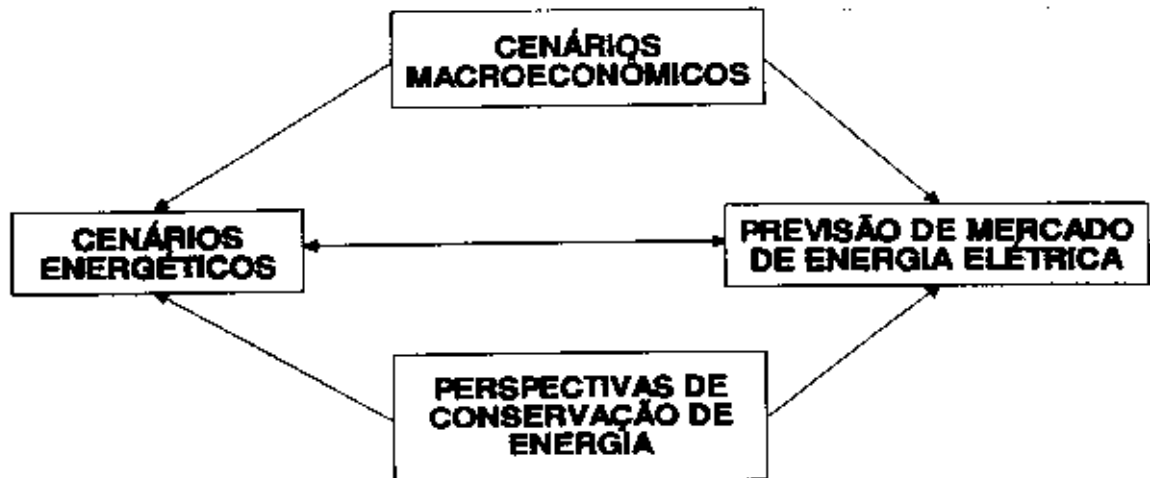 CENÁRIOS
MACROECONÔMICOS
CENÁRIOS
ENERGÉTICOS
PREVISÃO DE MERCADO
DE ENERGIA ELÉTRICA
PERSPECTIVAS DE
CONSERVAÇÃO DE
ENERGIA